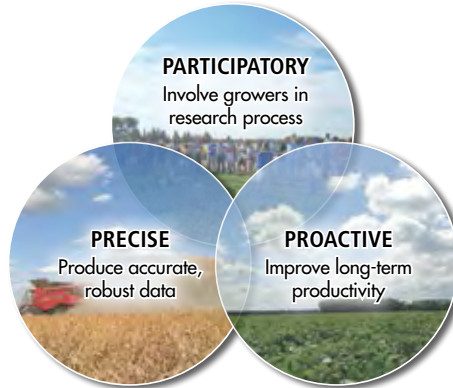 PARTICIPATORY
Involve growers in
research process
PRECISE
Produce accurate,
robust data
PROACTIVE
Improve long-term
productivity